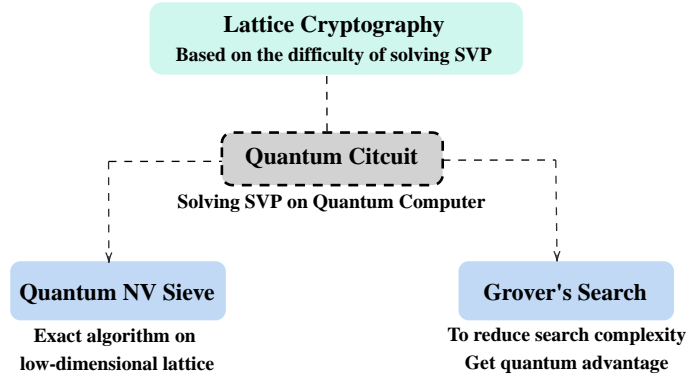 Lattice Cryptography
Based on the difficulty of solving SVP
Quantum Citcuit
Solving SVP on Quantum Computer
Quantum NV Sieve
Exact algorithm on
low-dimensional lattice
Grover's Search
To reduce search complexity
Get quantum advantage